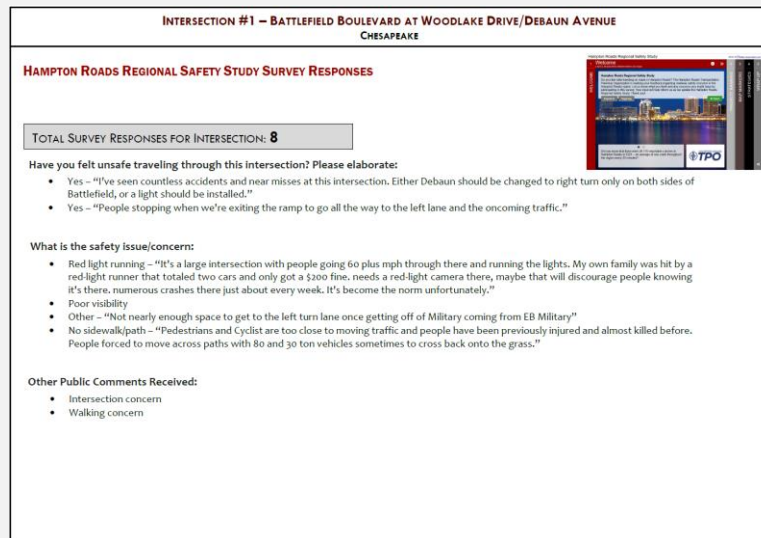 INTERSECTION #1 – BATTLEFIELD BOULEVARD AT WOODLAKE DRIVE/DEBAUN AVENUE
CHESAPEAKE
HAMPTON ROADS REGIONAL SAFETY STUDY SURVEY RESPONSES
Hampton Roads Regional Safety Study
Welcome
WELCOME
Hampton Roads Regional Safety Study
TPO
TOTAL SURVEY RESPONSES FOR INTERSECTION: 8
Have you felt unsafe traveling through this intersection? Please elaborate:
• Yes – “I’ve seen countless accidents and near misses at this intersection. Either Debaun should be changed to right turn only on both sides of
Battlefield, or a light should be installed.”
• Yes – “People stopping when we’re exiting the ramp to go all the way to the left lane and the oncoming traffic.”
What is the safety issue/concern:
• Red light running – “It’s a large intersection with people going 60 plus mph through there and running the lights. My own family was hit by a
red-light runner that totaled two cars and only got a $200 fine. needs a red-light camera there, maybe that will discourage people knowing
it’s there. numerous crashes there just about every week. It’s become the norm unfortunately.”
• Poor visibility
• Other – “Not nearly enough space to get to the left turn lane once getting off of Military coming from EB Military”
• No sidewalk/path – “Pedestrians and Cyclist are too close to moving traffic and people have been previously injured and almost killed before.
People forced to move across paths with 80 and 30 ton vehicles sometimes to cross back onto the grass.”
Other Public Comments Received:
• Intersection concern
• Walking concern